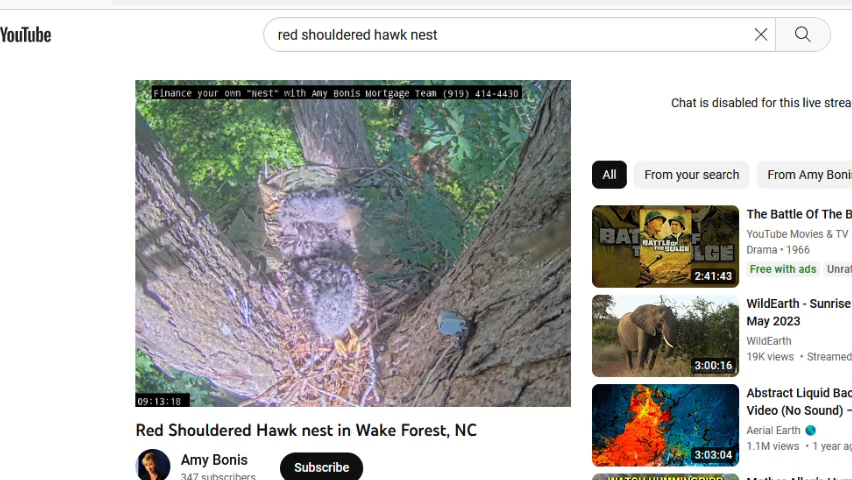 YouTube
red shouldered hawk nest
Finance your own "Nest" with Amy Bonis Mortgage Team (919) 414-4430
09:13:18
Red Shouldered Hawk nest in Wake Forest, NC
Amy Bonis
347 subscribers
Subscribe
Chat is disabled for this live
All
From your search
From Amy
BATTLE OF
THE BULGE
2:41:43
The Battle Of The
YouTube Movies & TV
Drama • 1966
Free with ads
3:00:16
WildEarth - Sunrise
May 2023
WildEarth
19K views • Streamed
3:03:04
Abstract Liquid
Video (No Sound) –
Aerial Earth
1.1M views • 1 year